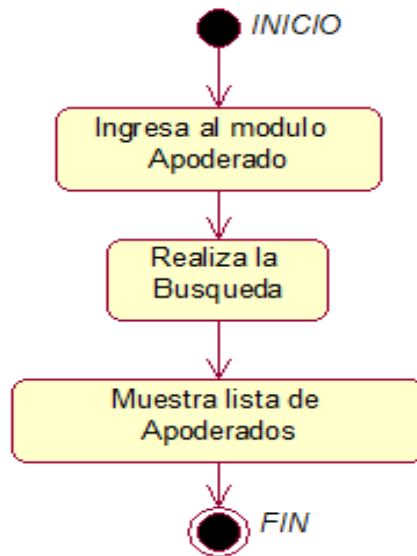 INICIO
Ingresa al modulo
Apoderado
Realiza la
Busqueda
Muestra lista de
Apoderados
FIN